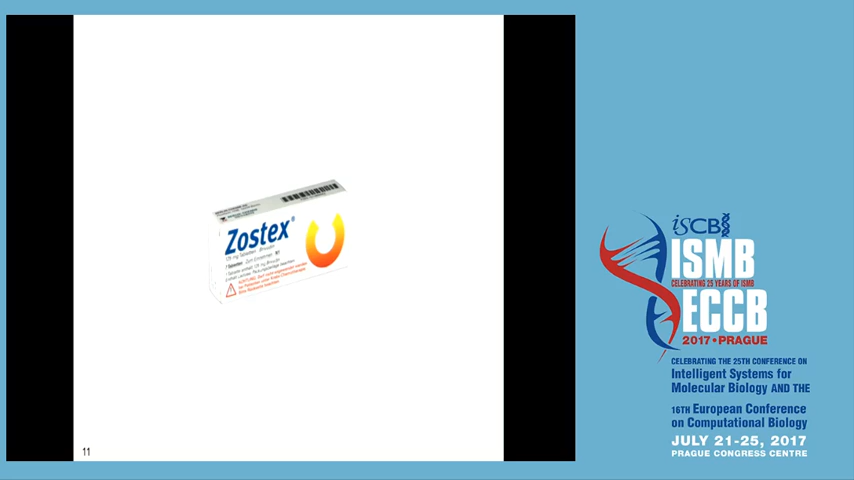 Zostex®
125 mg Tabletten · Brivudin
11
iSCB
ISMB
CELEBRATING 25 YEARS OF ISMB
ECCB
2017 • PRAGUE
CELEBRATING THE 25TH CONFERENCE ON
Intelligent Systems for
Molecular Biology AND THE
16TH European Conference
on Computational Biology
JULY 21-25, 2017
PRAGUE CONGRESS CENTRE